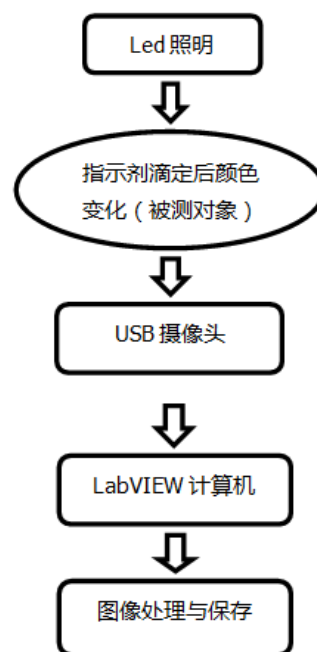 Led 照明
指示剂滴定后颜色
变化（被测对象）
USB 摄像头
LabVIEW 计算机
图像处理与保存